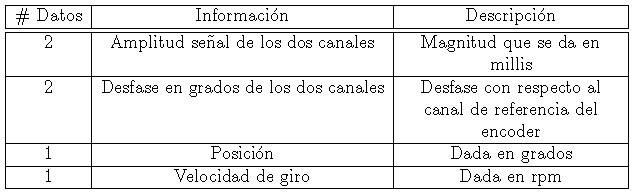 # Datos Información Descripción
2 Amplitud señal de los dos canales Magnitud que se da en
millis
2 Desfase en grados de los dos canales Desfase con respecto al
canal de referencia del
encoder
1 Posición Dada en grados
1 Velocidad de giro Dada en rpm